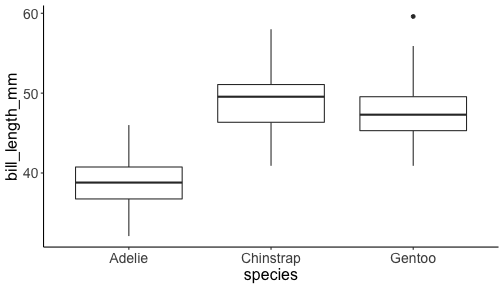 60
50
40
bill_length_mm
Adelie
Chinstrap
Gentoo
species